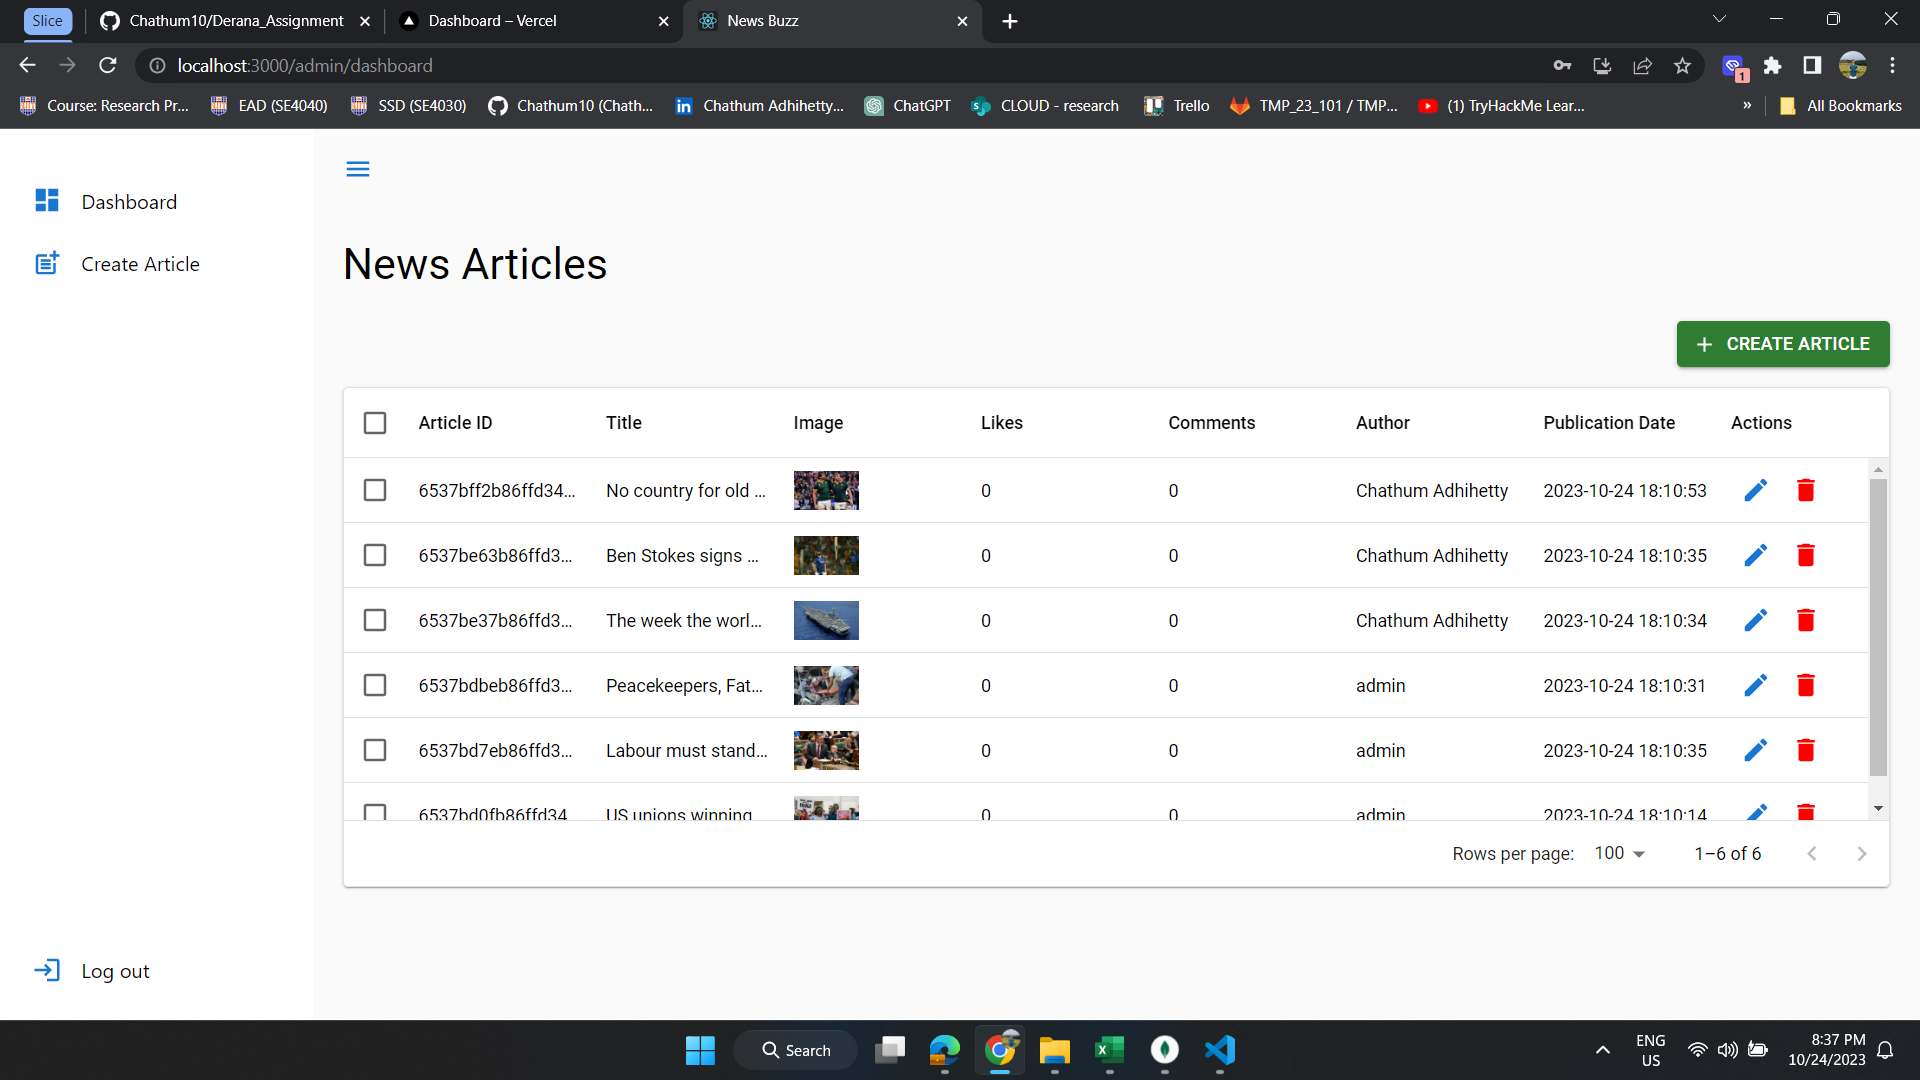 Slice
Chathum10/Derana_Assignment
Dashboard – Vercel
News Buzz
localhost:3000/admin/dashboard
1
Course: Research Pr...
EAD (SE4040)
SSD (SE4030)
Chathum10 (Chath...
Chathum Adhihetty...
ChatGPT
CLOUD - research
Trello
TMP_23_101 / TMP...
(1) TryHackMe Lear...
»
All Bookmarks
Dashboard
Create Article
Log out
News Articles
+ CREATE ARTICLE
Article ID Title Image Likes Comments Author Publication Date Actions
6537bff2b86ffd34... No country for old ... 0 0 Chathum Adhihetty 2023-10-24 18:10:53
6537be63b86ffd3... Ben Stokes signs ... 0 0 Chathum Adhihetty 2023-10-24 18:10:35
6537be37b86ffd3... The week the worl... 0 0 Chathum Adhihetty 2023-10-24 18:10:34
6537bdbeb86ffd3... Peacekeepers, Fat... 0 0 admin 2023-10-24 18:10:31
6537bd7eb86ffd3... Labour must stand... 0 0 admin 2023-10-24 18:10:35
6537bd0fb86ffd34 US unions winning 0 0 admin 2023-10-24 18:10:14
Rows per page: 100 1–6 of 6
Search
ENG
US
8:37 PM
10/24/2023